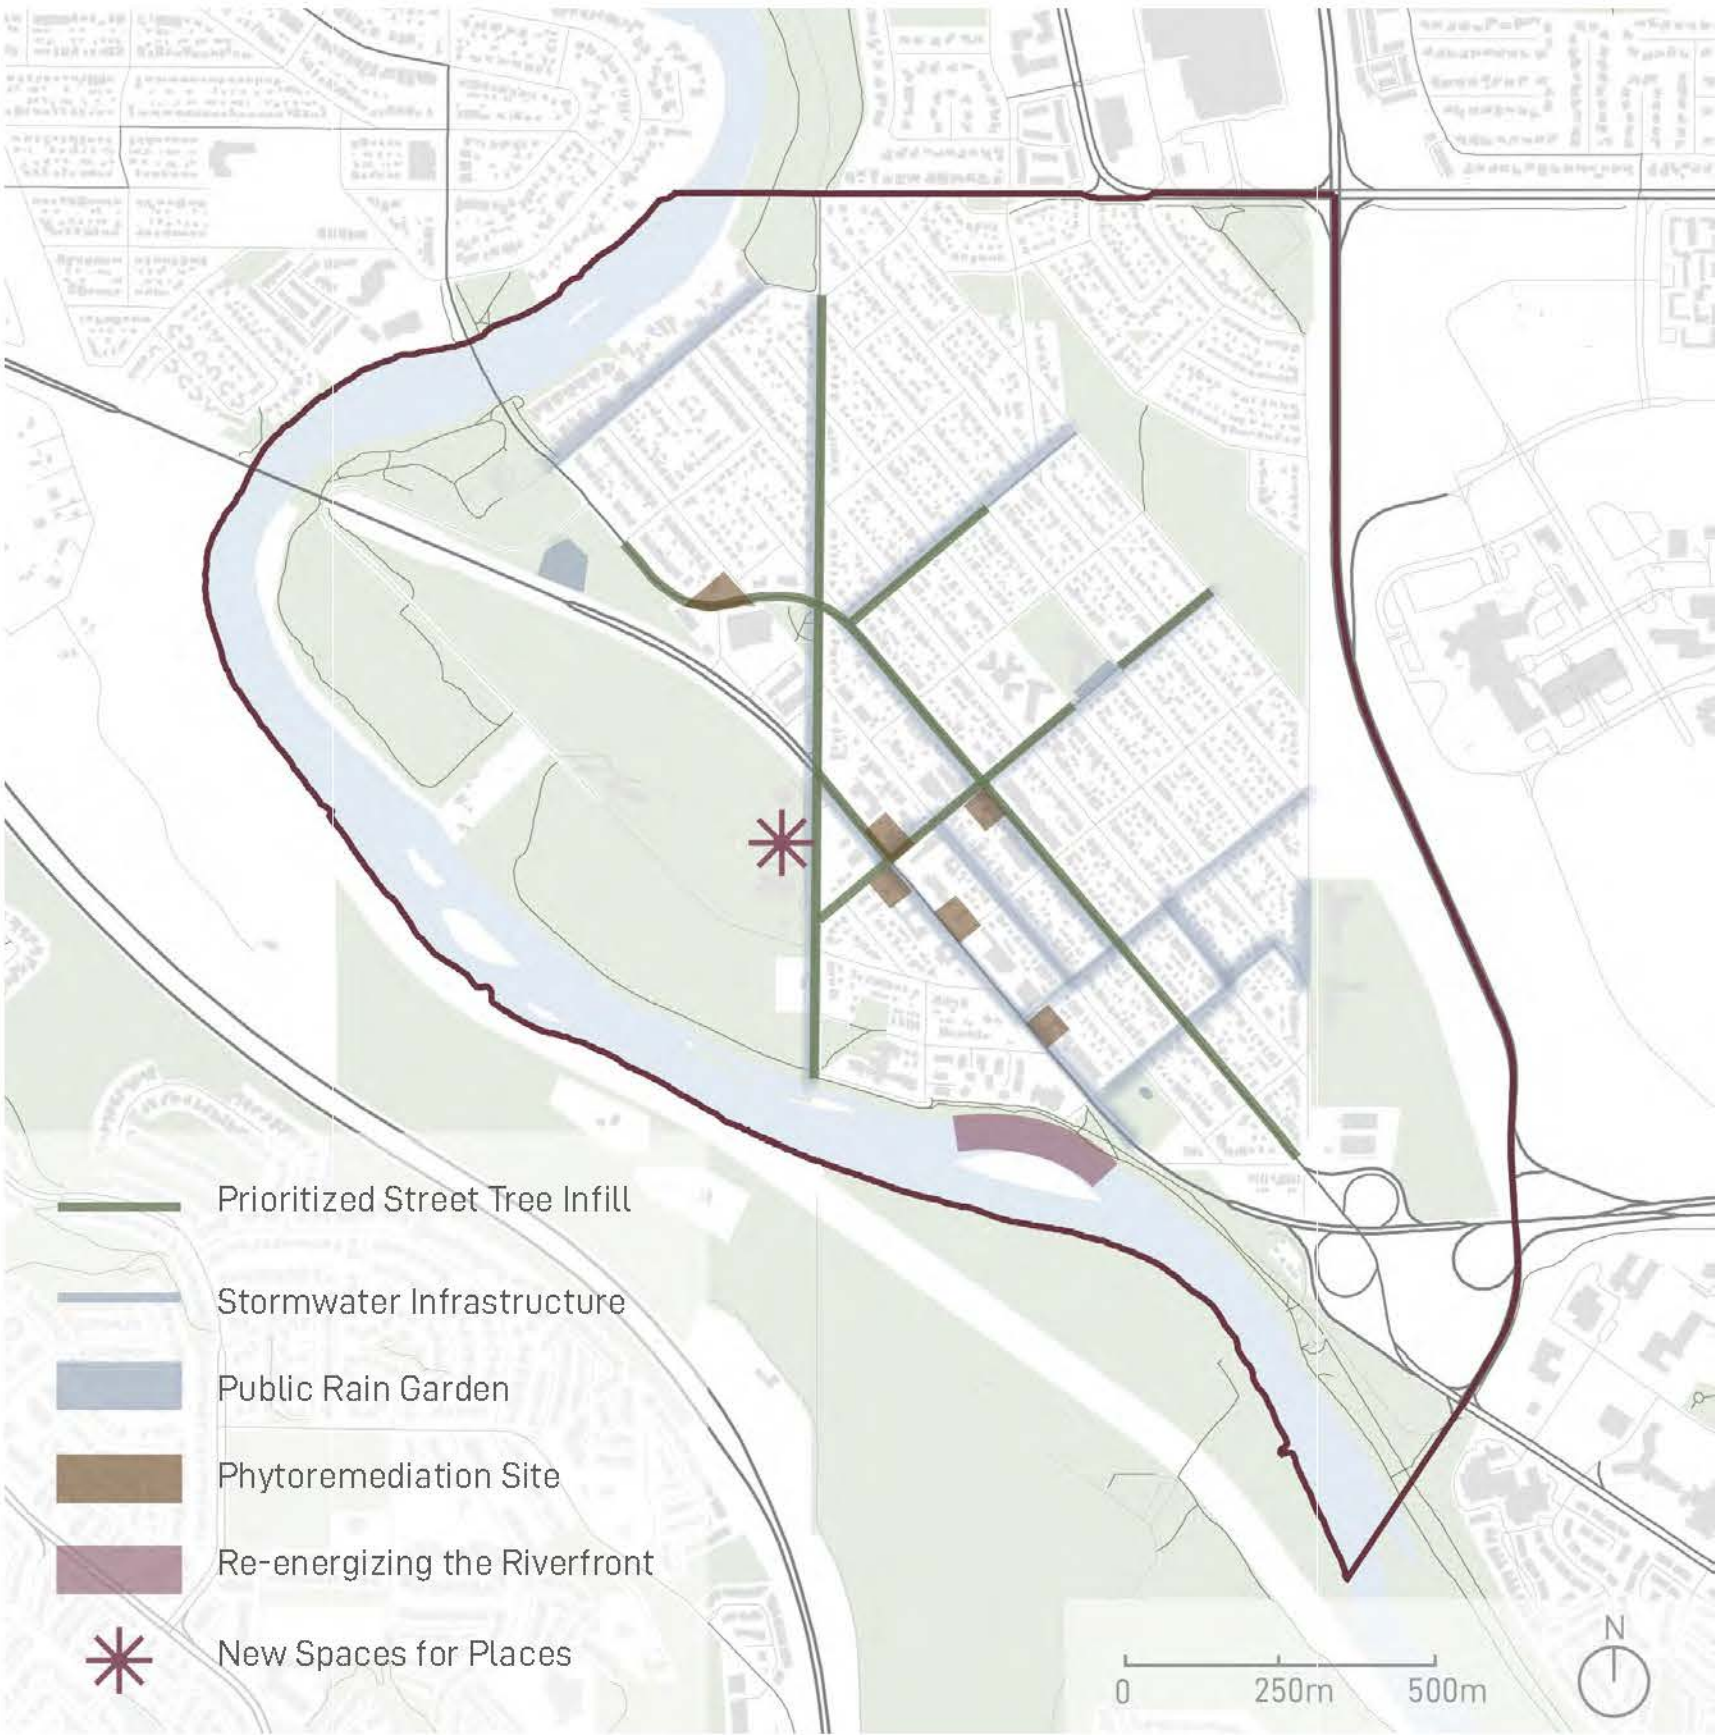 Prioritized Street Tree Infill
Stormwater Infrastructure
Public Rain Garden
Phytoremediation Site
Re-energizing the Riverfront
New Spaces for Places
N
0 250m 500m